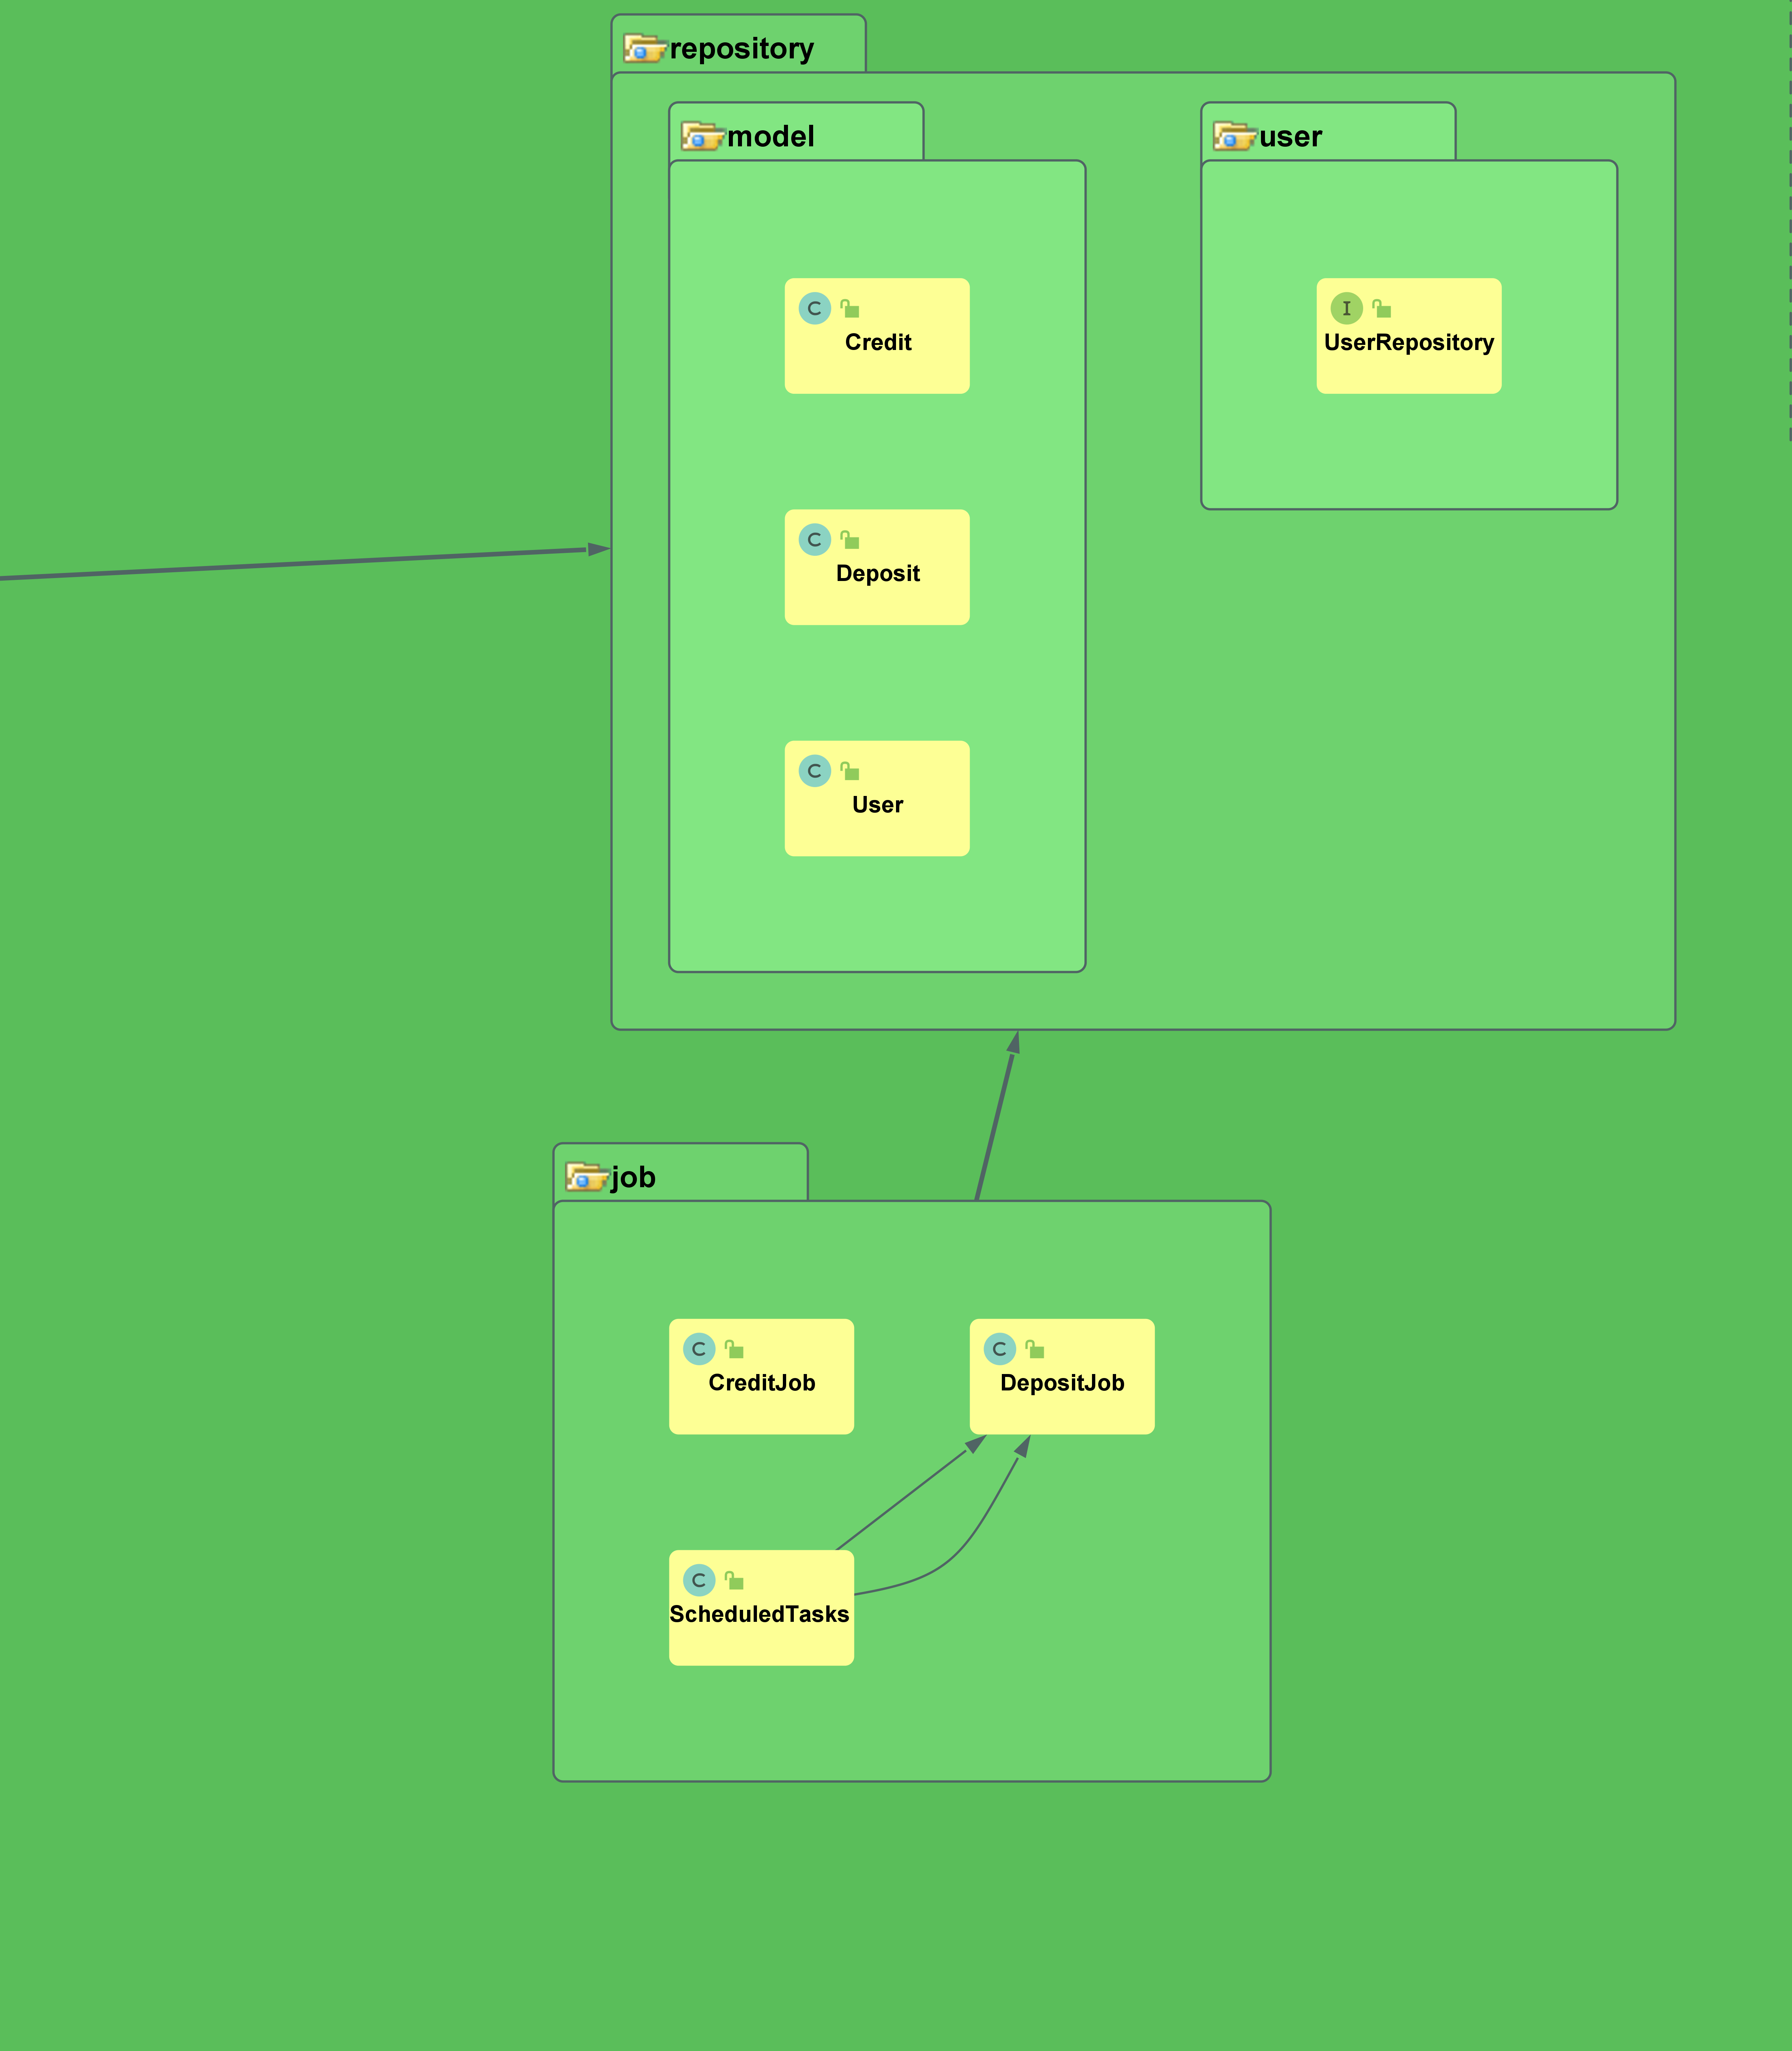 repository
model
user
C
Credit
I
UserRepository
C
Deposit
C
User
job
C
CreditJob
C
DepositJob
C
ScheduledTasks